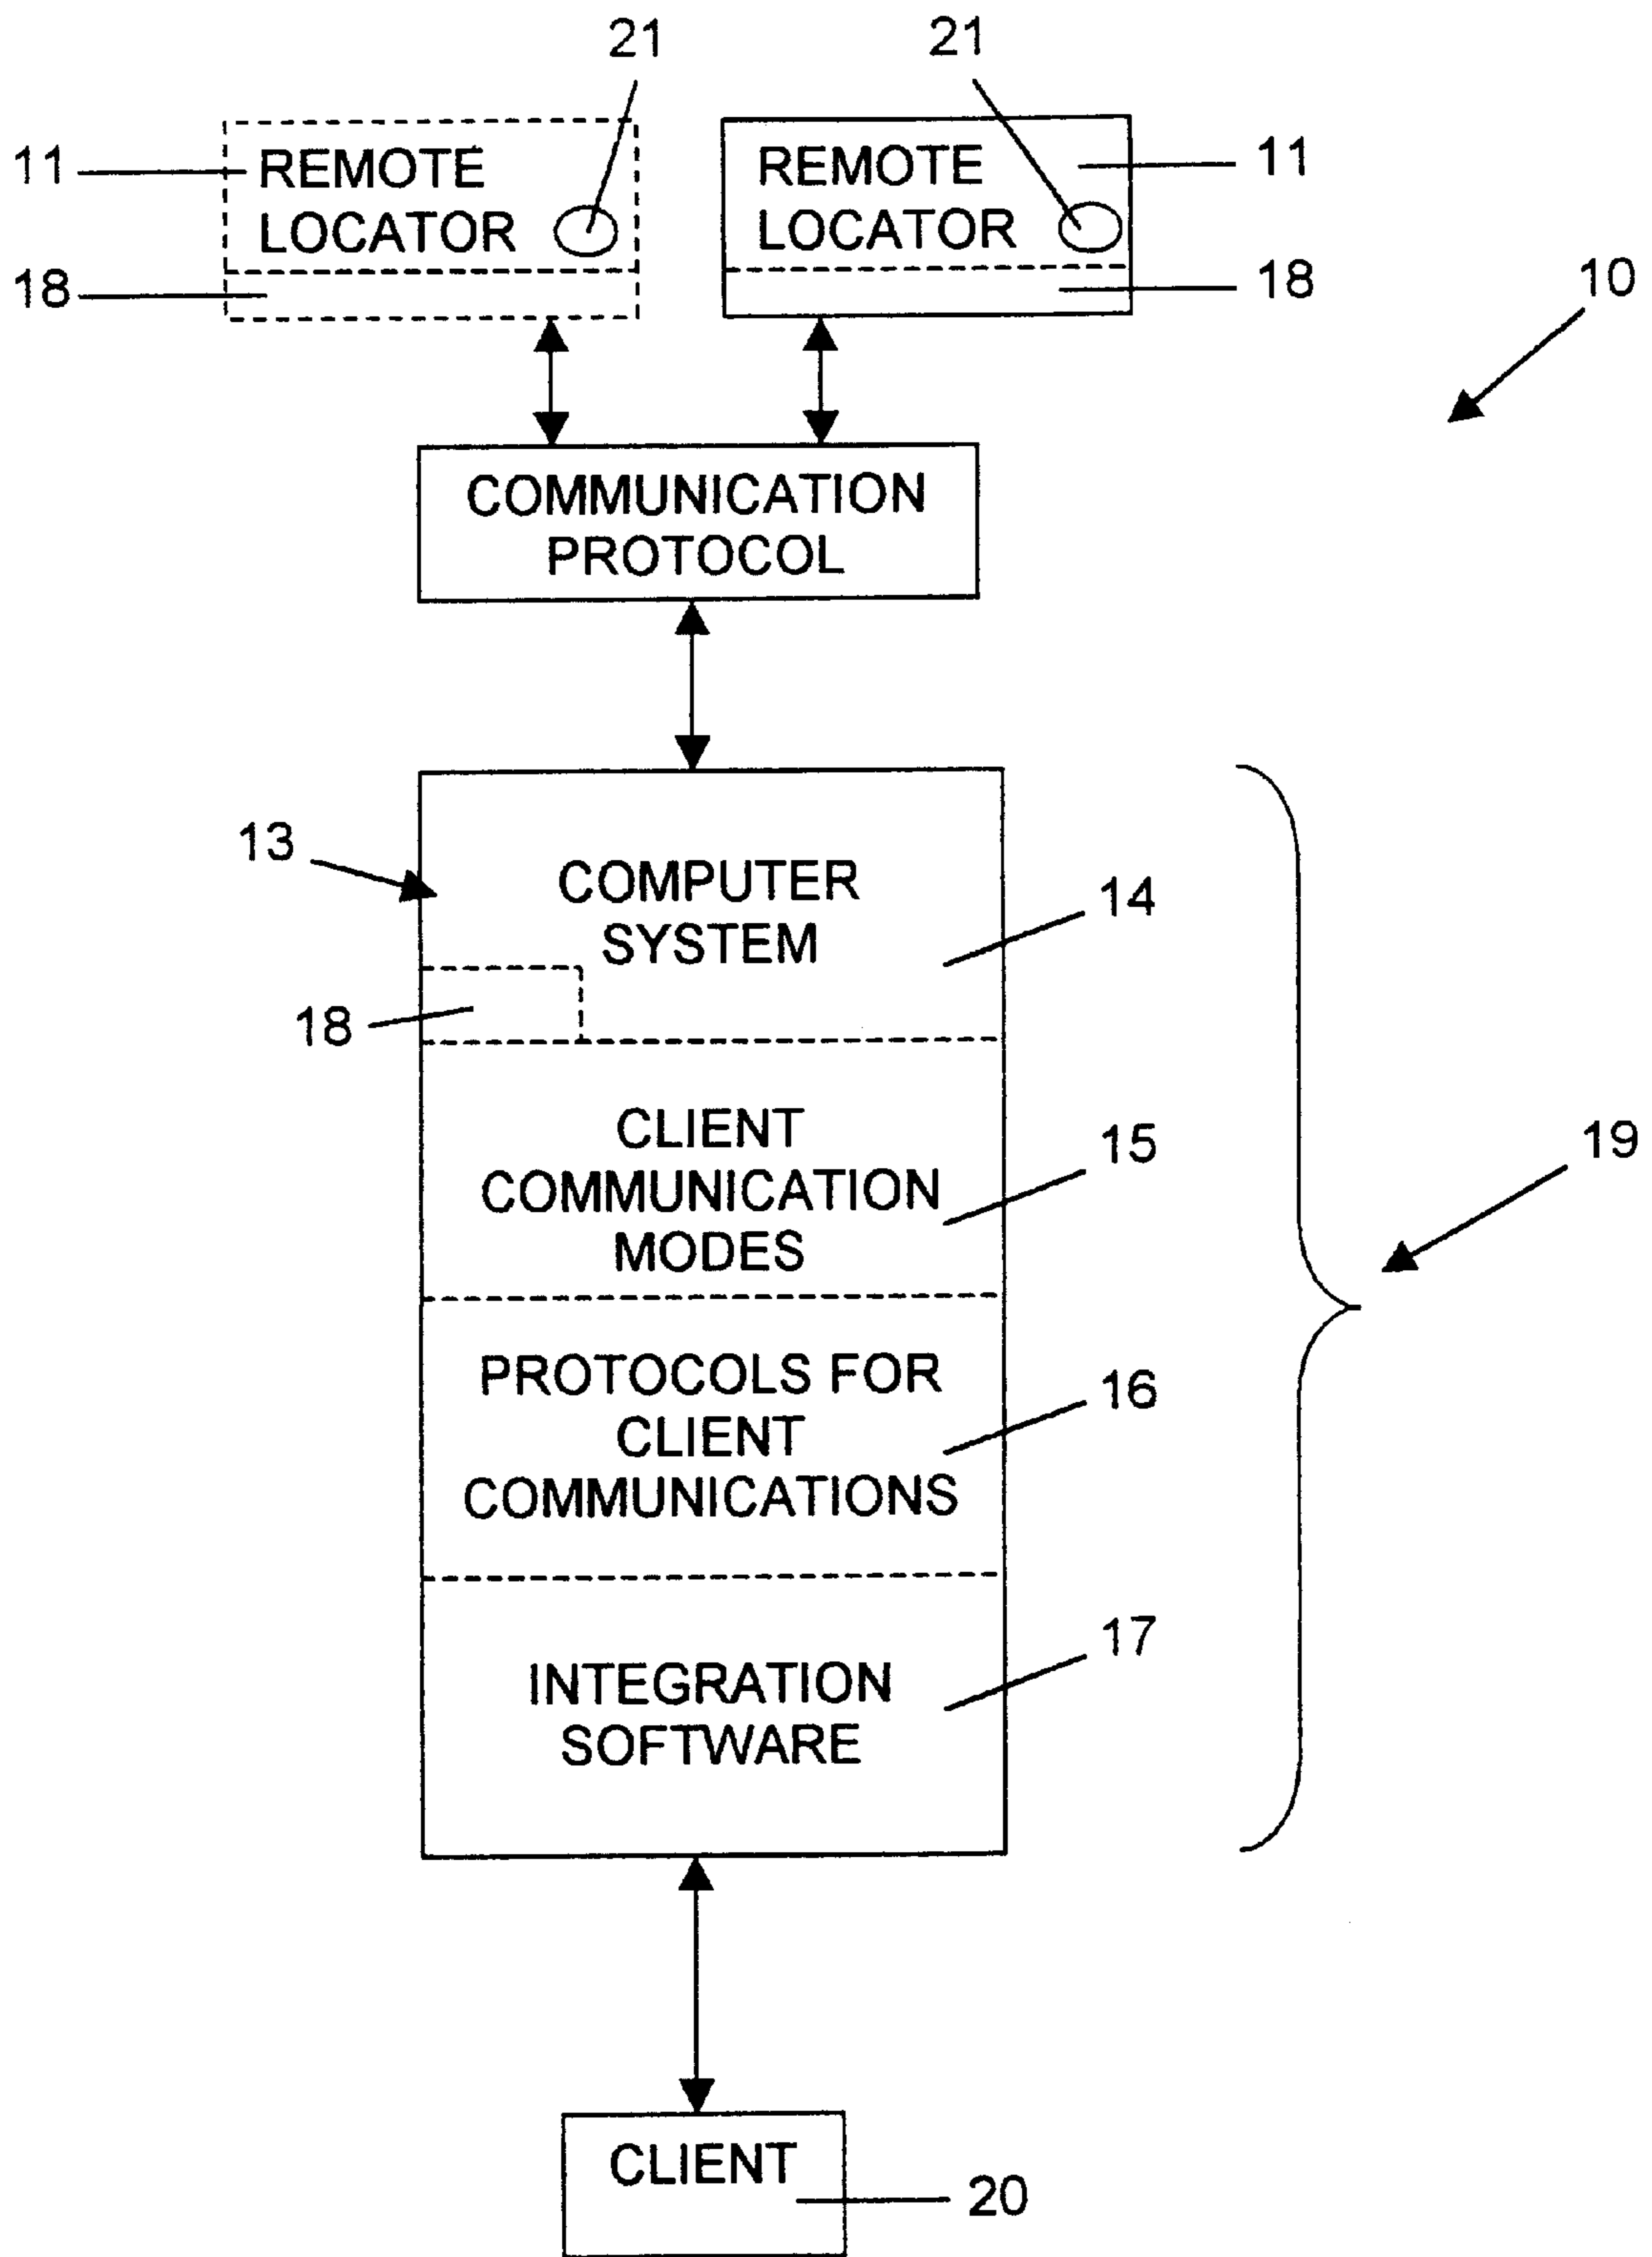 21
21
11
REMOTE
LOCATOR
REMOTE
LOCATOR
11
18
18
10
COMMUNICATION
PROTOCOL
13
COMPUTER
SYSTEM
14
18
CLIENT
COMMUNICATION
MODES
15
19
PROTOCOLS FOR
CLIENT
COMMUNICATIONS
16
INTEGRATION
SOFTWARE
17
CLIENT
20